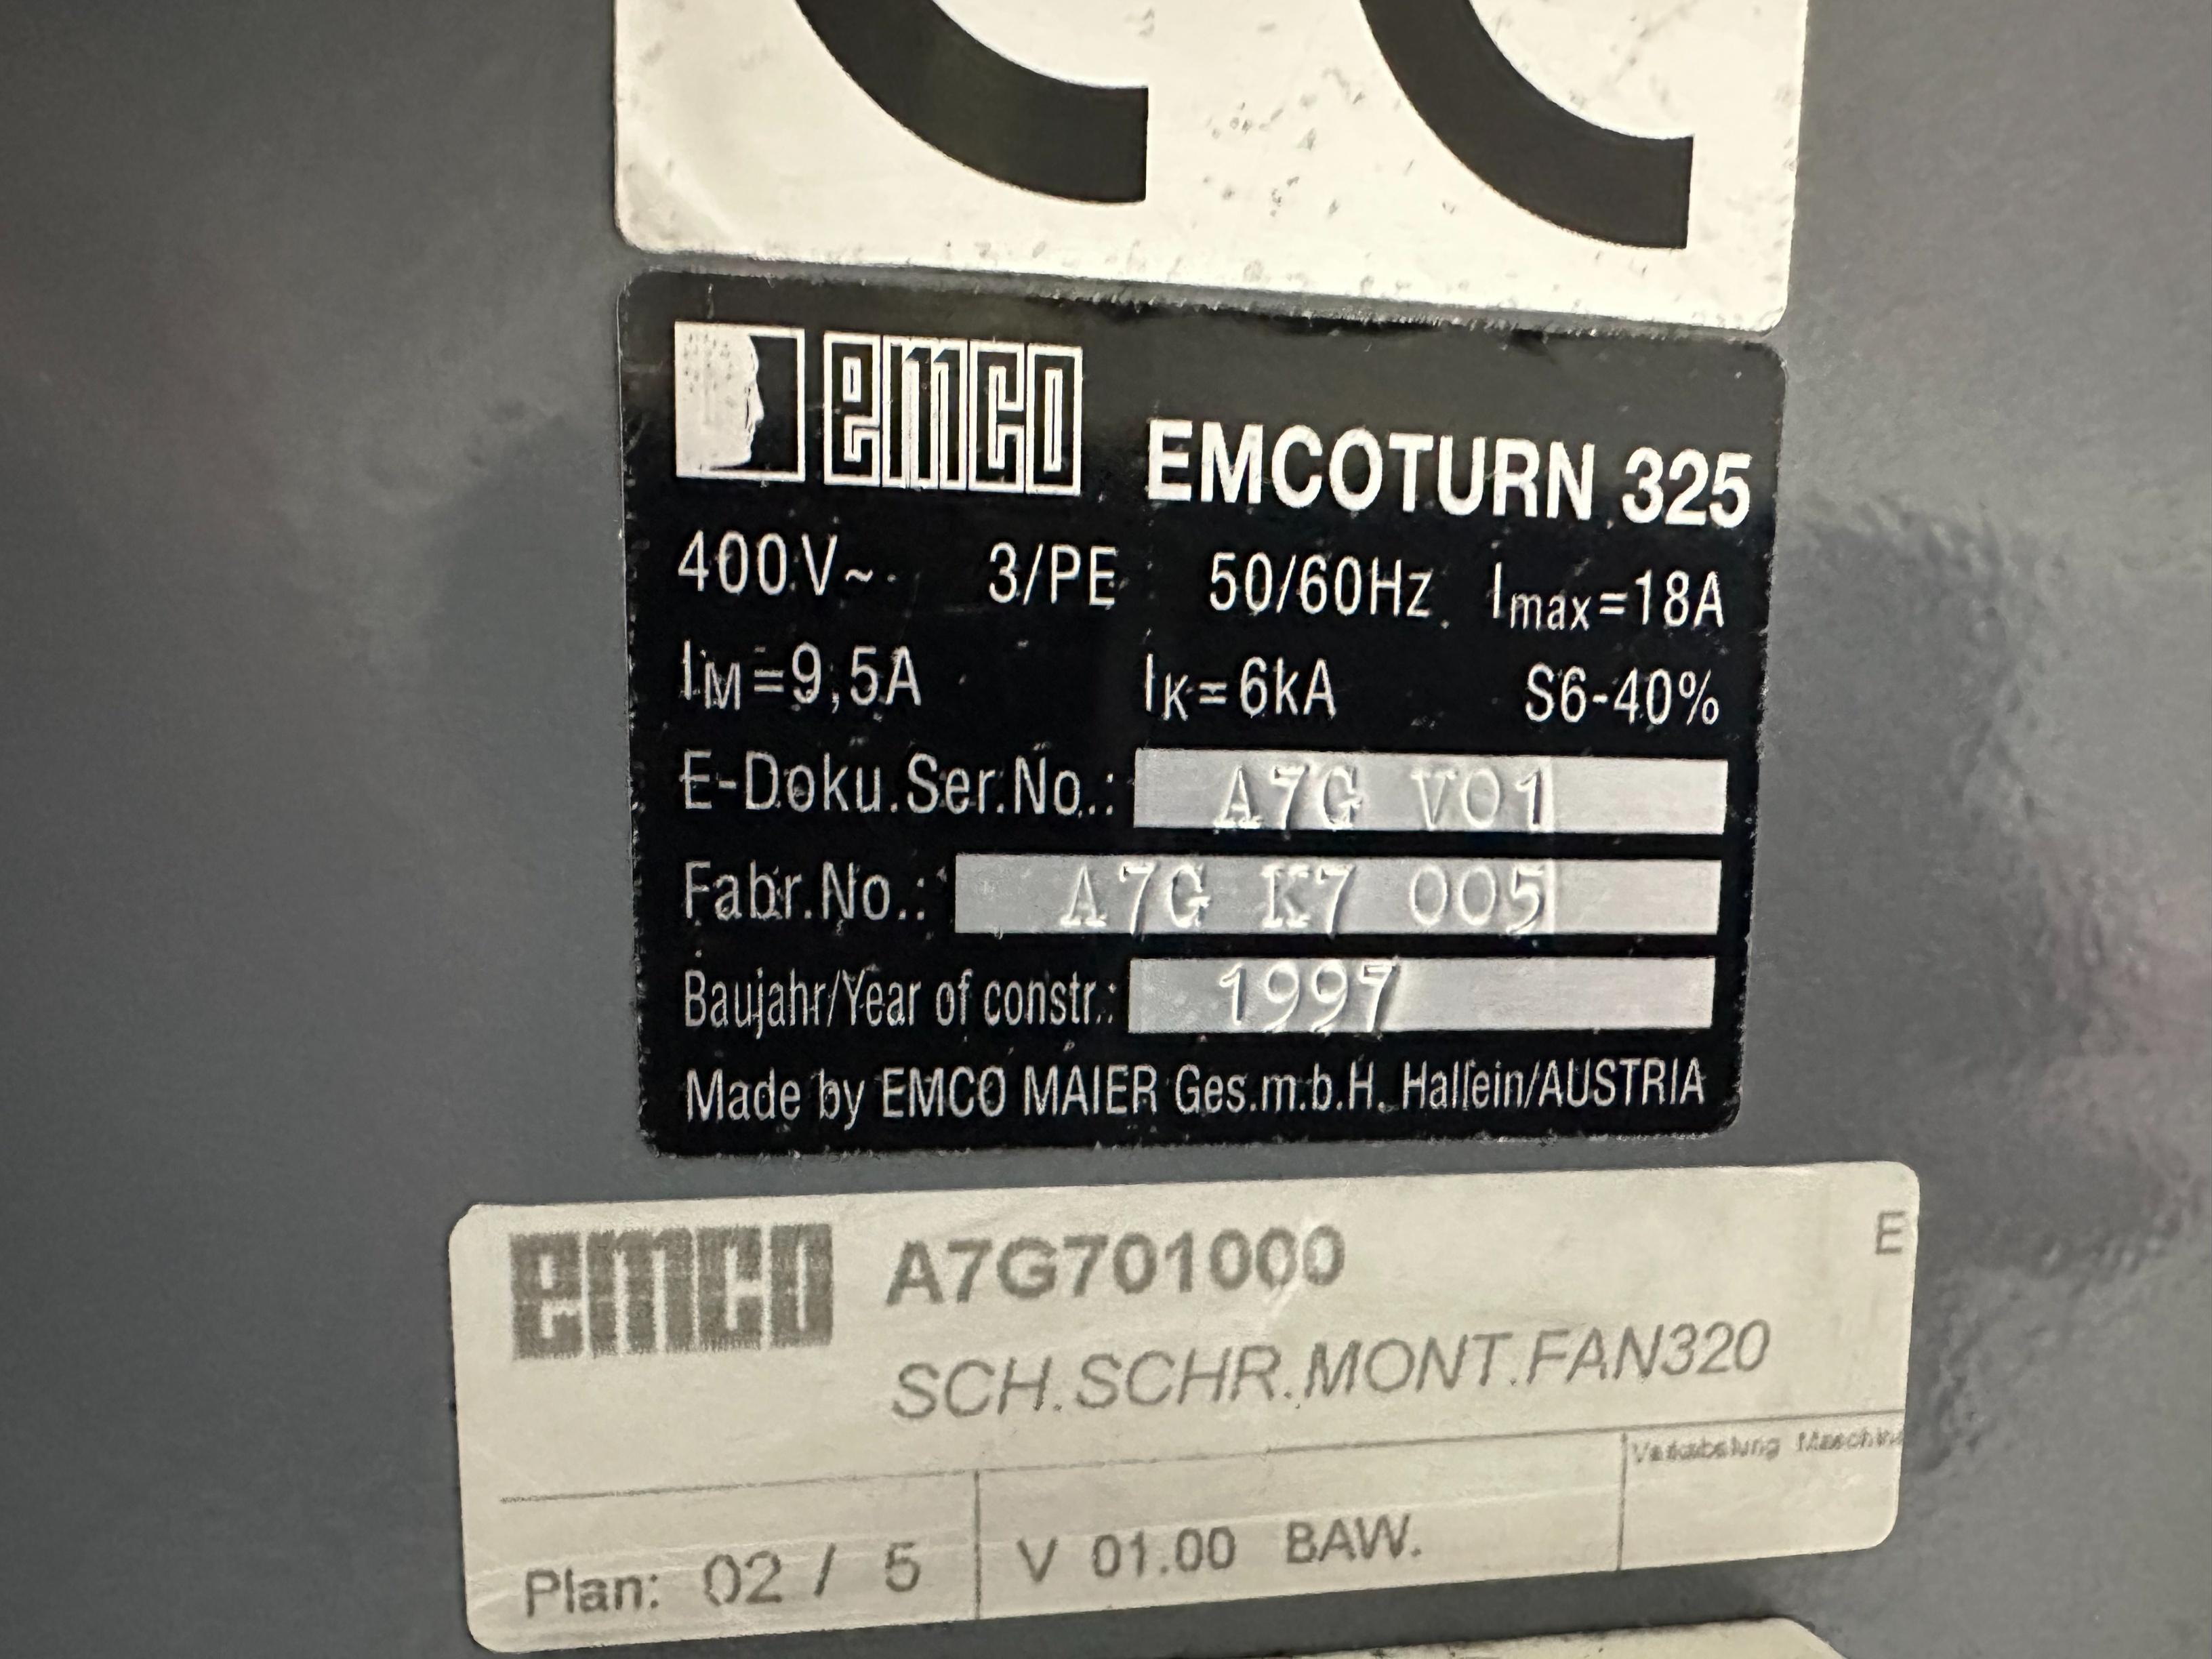 emco EMCOTURN 325
400V~ 3/PE 50/60Hz Imax=18A
IM=9,5A IK=6kA S6-40%
E-Doku.Ser.No.: A7G V01
Fabr.No.: A7G K7 005
Baujahr/Year of constr.: 1997
Made by EMCO MAIER Ges.m.b.H. Hallein/AUSTRIA
emco A7G701000 E
SCH.SCHR.MONT.FAN320
Verkabelung Maschine
Plan: 02 / 5 V 01.00 BAW.